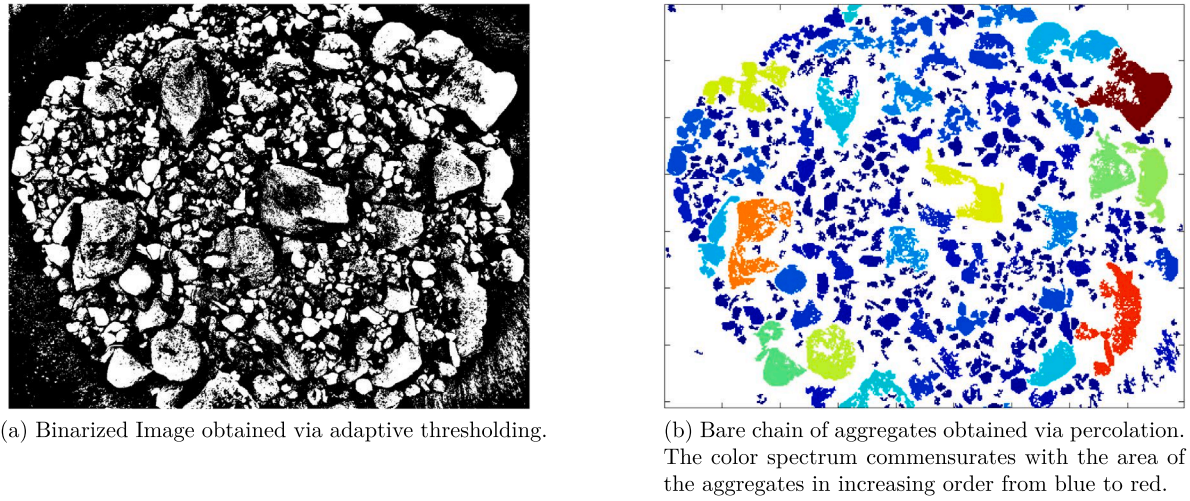 (a) Binarized Image obtained via adaptive thresholding.
(b) Bare chain of aggregates obtained via percolation.
The color spectrum commensurates with the area of
the aggregates in increasing order from blue to red.